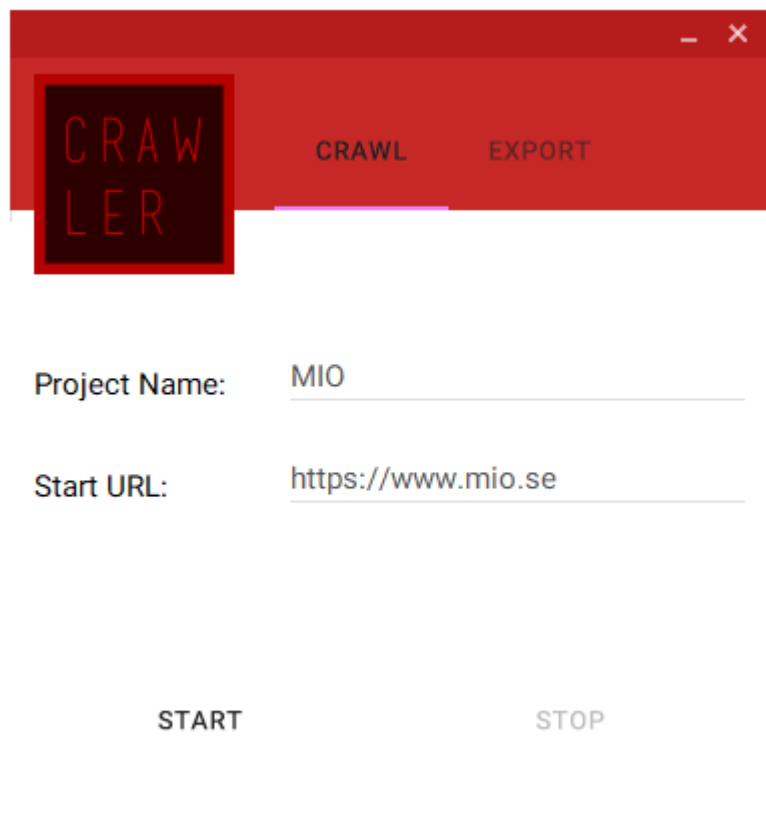 CRAW
LER
CRAWL EXPORT
Project Name: MIO
Start URL: https://www.mio.se
START STOP